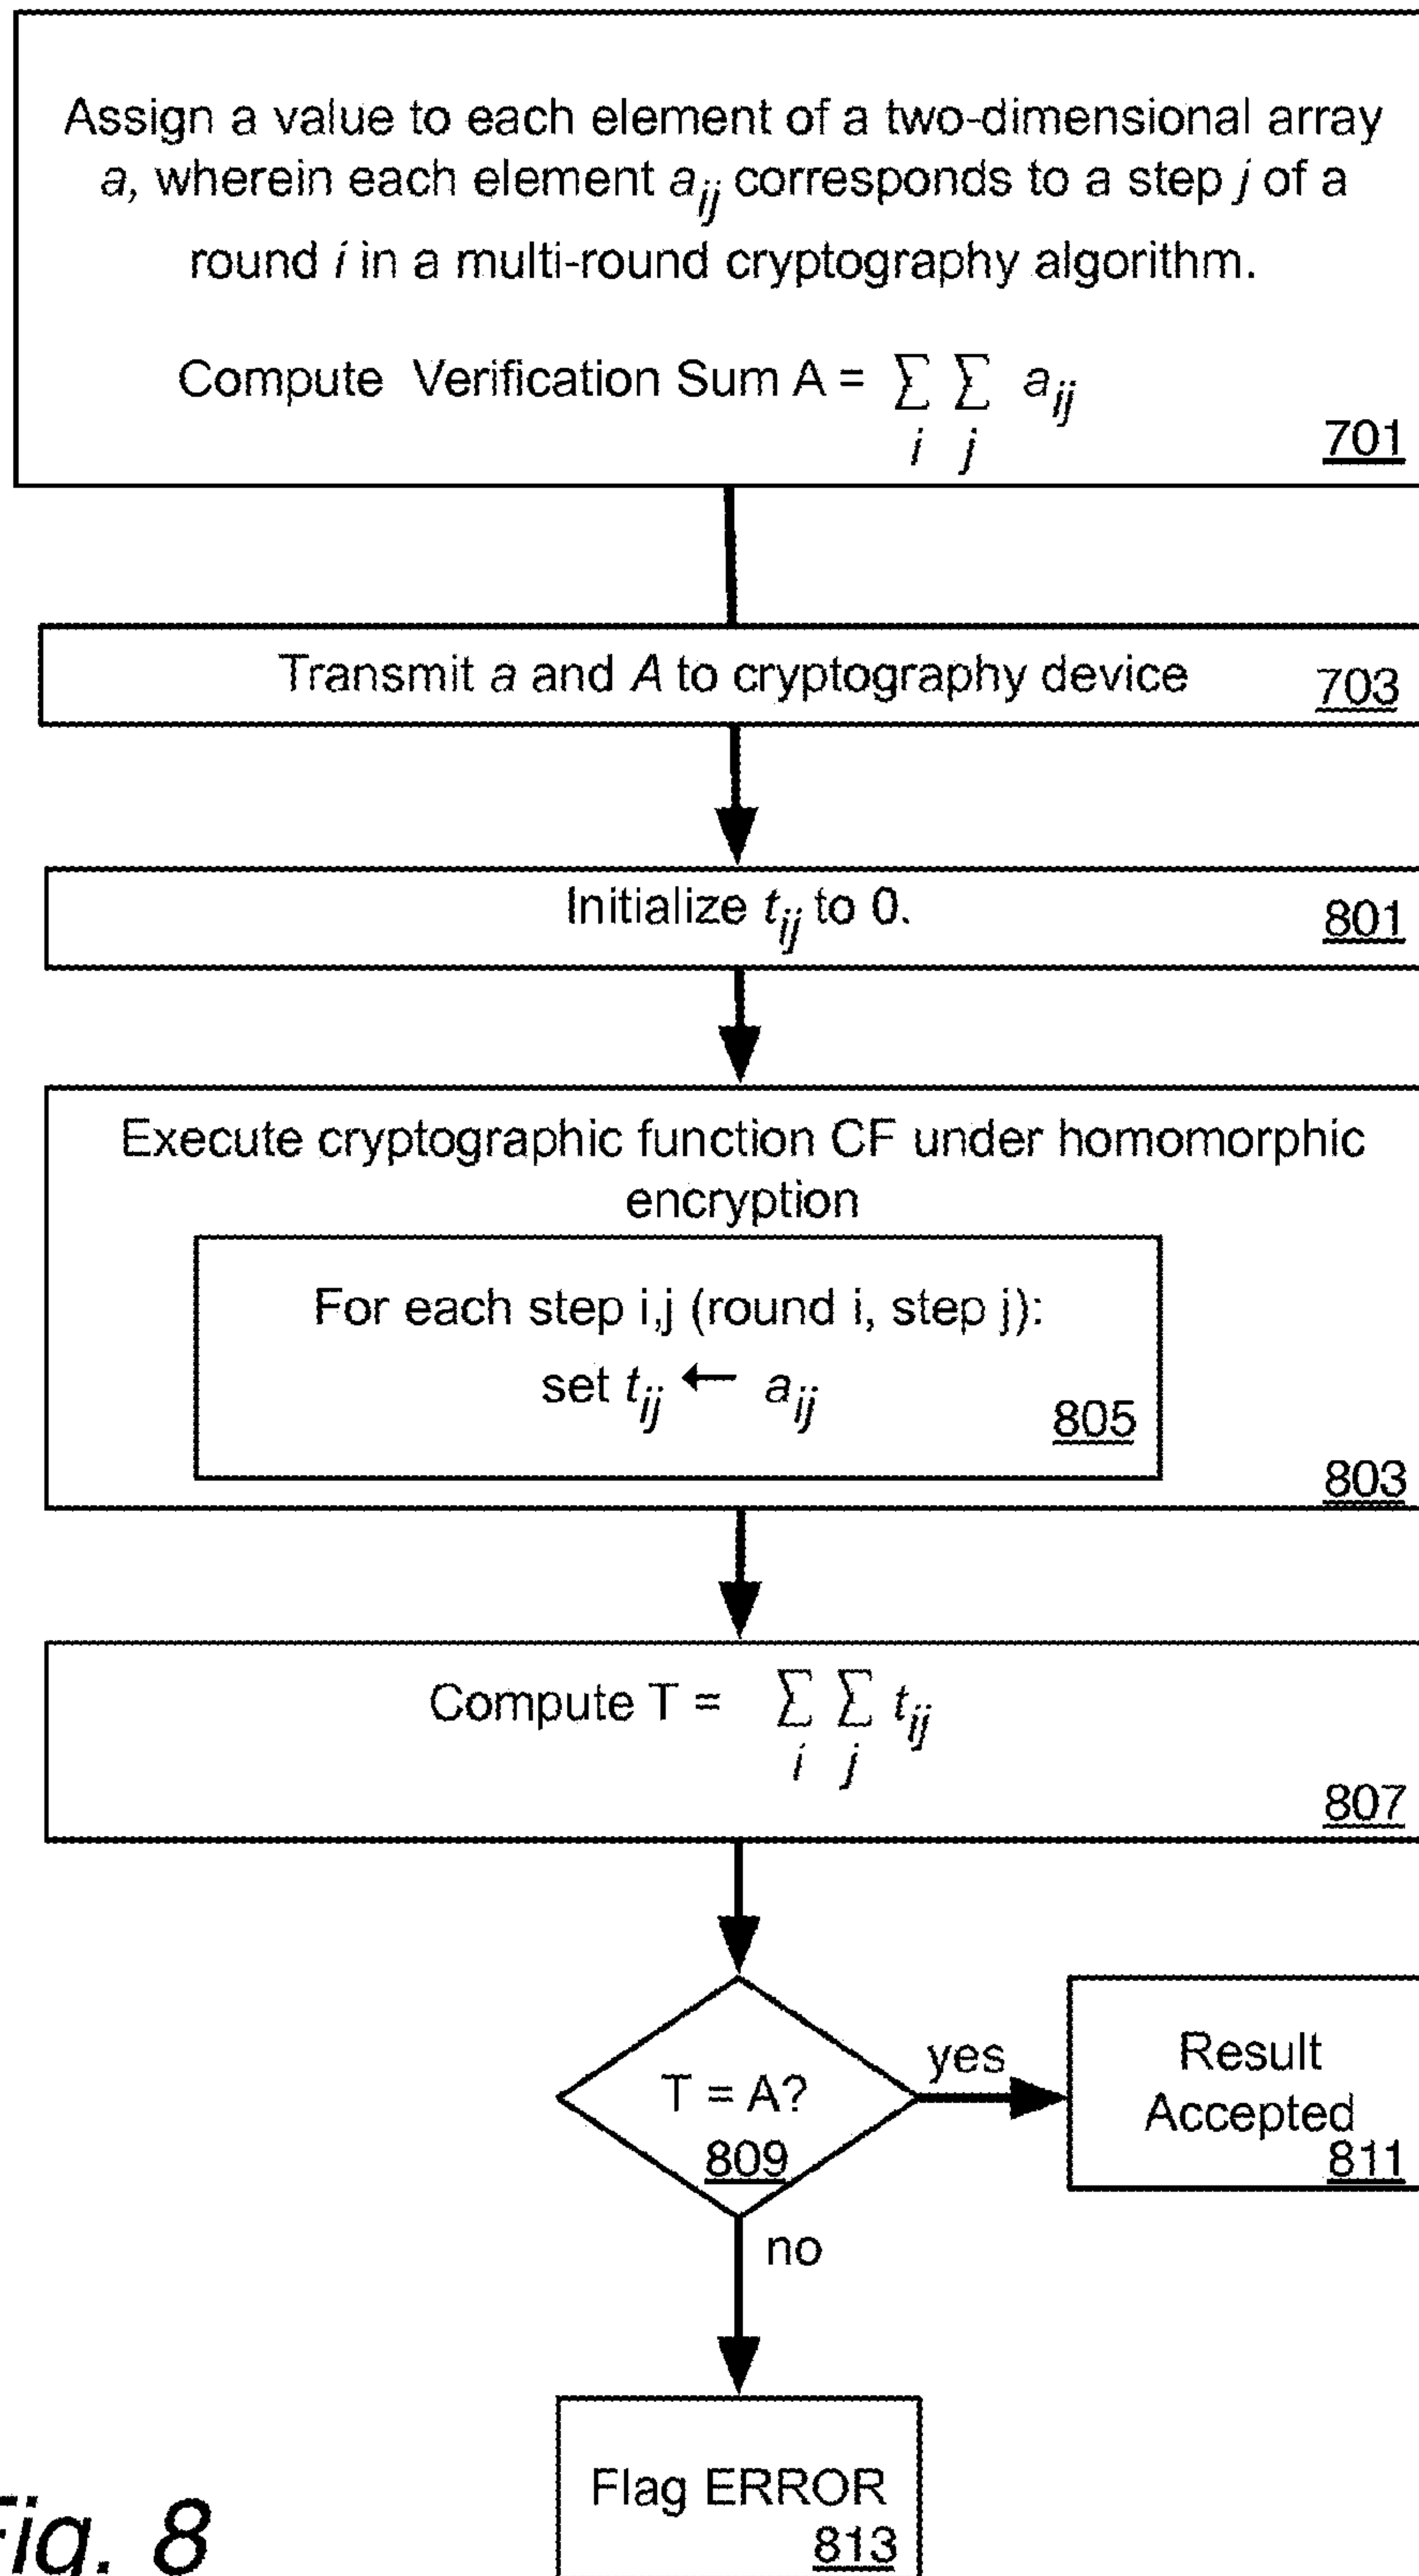 Assign a value to each element of a two-dimensional array
a, wherein each element aij corresponds to a step j of a
round i in a multi-round cryptography algorithm.
Compute Verification Sum A = ∑ ∑ aij
i j
701
Transmit a and A to cryptography device
703
Initialize tij to 0.
801
Execute cryptographic function CF under homomorphic
encryption
For each step i,j (round i, step j):
set tij ← aij
805
803
Compute T = ∑ ∑ tij
i j
807
T = A?
809
yes
Result
Accepted
811
no
Flag ERROR
813
Fig. 8